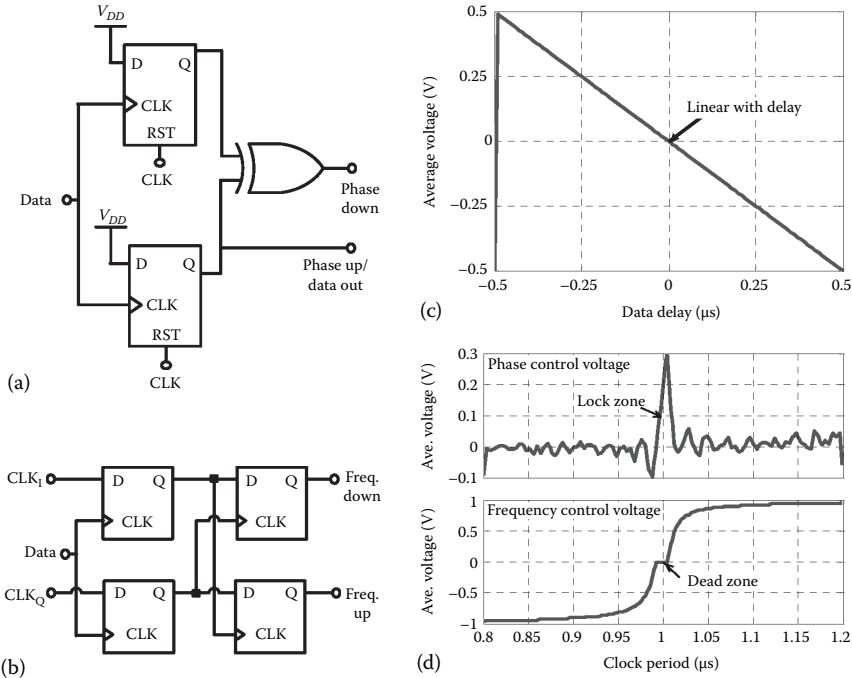 V_DD
D Q
CLK
RST
CLK
Data
Phase
down
V_DD
D Q
Phase up/
data out
CLK
RST
CLK
(a)
CLK_I
D Q
D Q
Freq.
down
CLK
CLK
Data
CLK_Q
D Q
D Q
Freq.
up
CLK
CLK
(b)
0.5
0.25
0
−0.25
−0.5
Average voltage (V)
Linear with delay
−0.5 −0.25 0 0.25 0.5
Data delay (μs)
(c)
0.3
0.2
0.1
0
−0.1
Ave. voltage (V)
Phase control voltage
Lock zone
1
0.5
0
−0.5
−1
Ave. voltage (V)
Frequency control voltage
Dead zone
0.8 0.85 0.9 0.95 1 1.05 1.1 1.15 1.2
Clock period (μs)
(d)